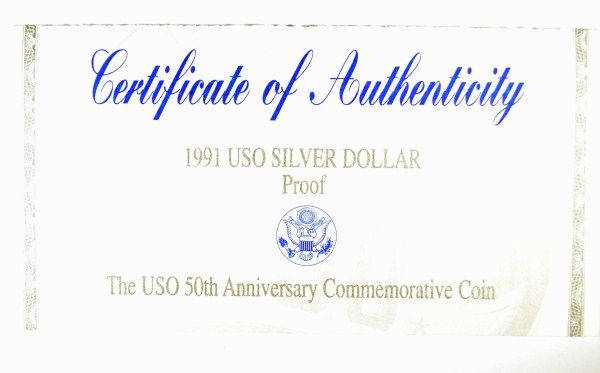 Certificate of Authenticity
1991 USO SILVER DOLLAR
Proof
The USO 50th Anniversary Commemorative Coin